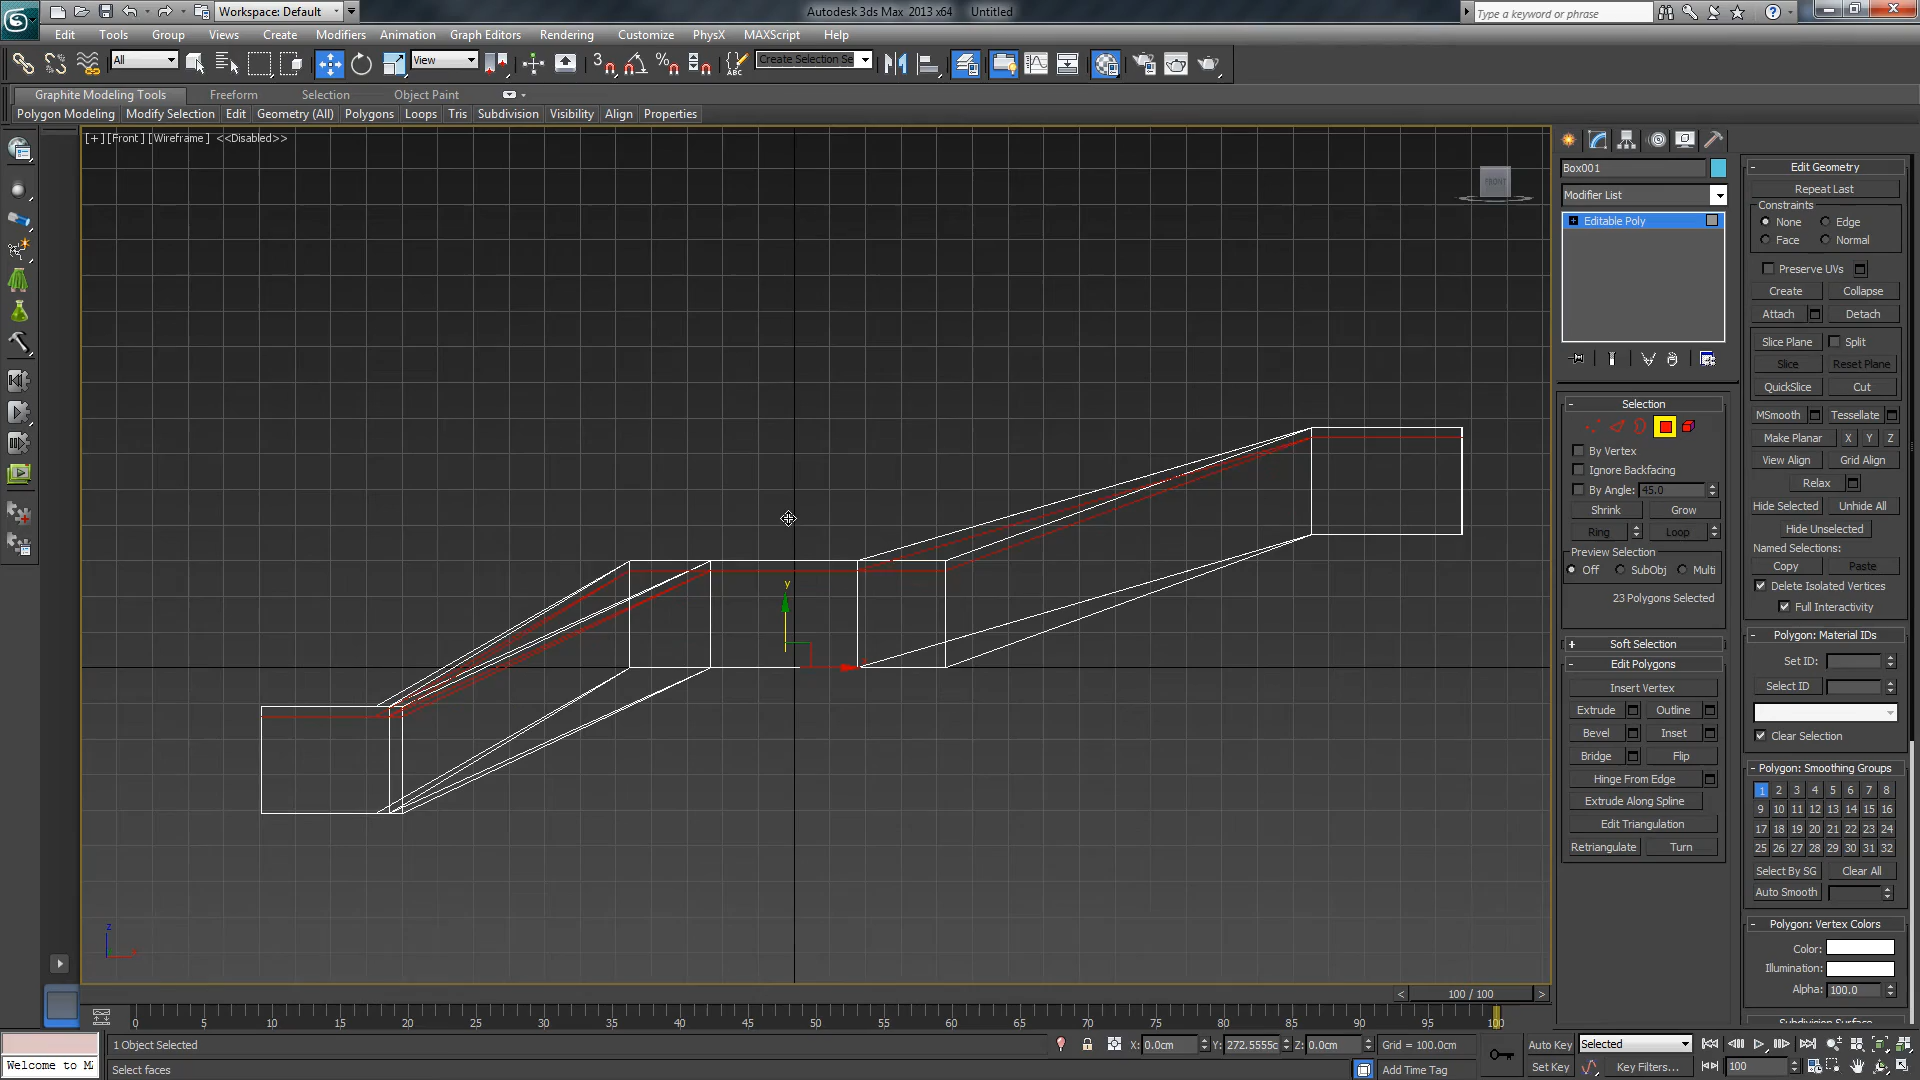 Workspace: Default
Autodesk 3ds Max 2013 x64 Untitled
Type a keyword or phrase
Edit Tools Group Views Create Modifiers Animation Graph Editors Rendering Customize PhysX MAXScript Help
All
View
3
Create Selection Se
Graphite Modeling Tools Freeform Selection Object Paint
Polygon Modeling Modify Selection Edit Geometry (All) Polygons Loops Tris Subdivision Visibility Align Properties
[+] [Front] [Wireframe] <<Disabled>>
FRONT
y
z
Box001
Modifier List
Editable Poly
Selection
By Vertex
Ignore Backfacing
By Angle: 45.0
Shrink Grow
Ring Loop
Preview Selection
Off SubObj Multi
23 Polygons Selected
Soft Selection
Edit Polygons
Insert Vertex
Extrude Outline
Bevel Inset
Bridge Flip
Hinge From Edge
Extrude Along Spline
Edit Triangulation
Retriangulate Turn
Edit Geometry
Repeat Last
Constraints
None Edge
Face Normal
Preserve UVs
Create Collapse
Attach Detach
Slice Plane Split
Slice Reset Plane
QuickSlice Cut
MSmooth Tessellate
Make Planar X Y Z
View Align Grid Align
Relax
Hide Selected Unhide All
Hide Unselected
Named Selections:
Copy Paste
Delete Isolated Vertices
Full Interactivity
Polygon: Material IDs
Set ID:
Select ID
Clear Selection
Polygon: Smoothing Groups
1 2 3 4 5 6 7 8
9 10 11 12 13 14 15 16
17 18 19 20 21 22 23 24
25 26 27 28 29 30 31 32
Select By SG Clear All
Auto Smooth
Polygon: Vertex Colors
Color:
Illumination:
Alpha: 100.0
Subdivision Surface
< 100 / 100 >
0 5 10 15 20 25 30 35 40 45 50 55 60 65 70 75 80 85 90 95 100
1 Object Selected
X: 0.0cm Y: 272.5555c Z: 0.0cm Grid = 100.0cm
Auto Key Selected
Welcome to M
Select faces
Add Time Tag
Set Key Key Filters... 100